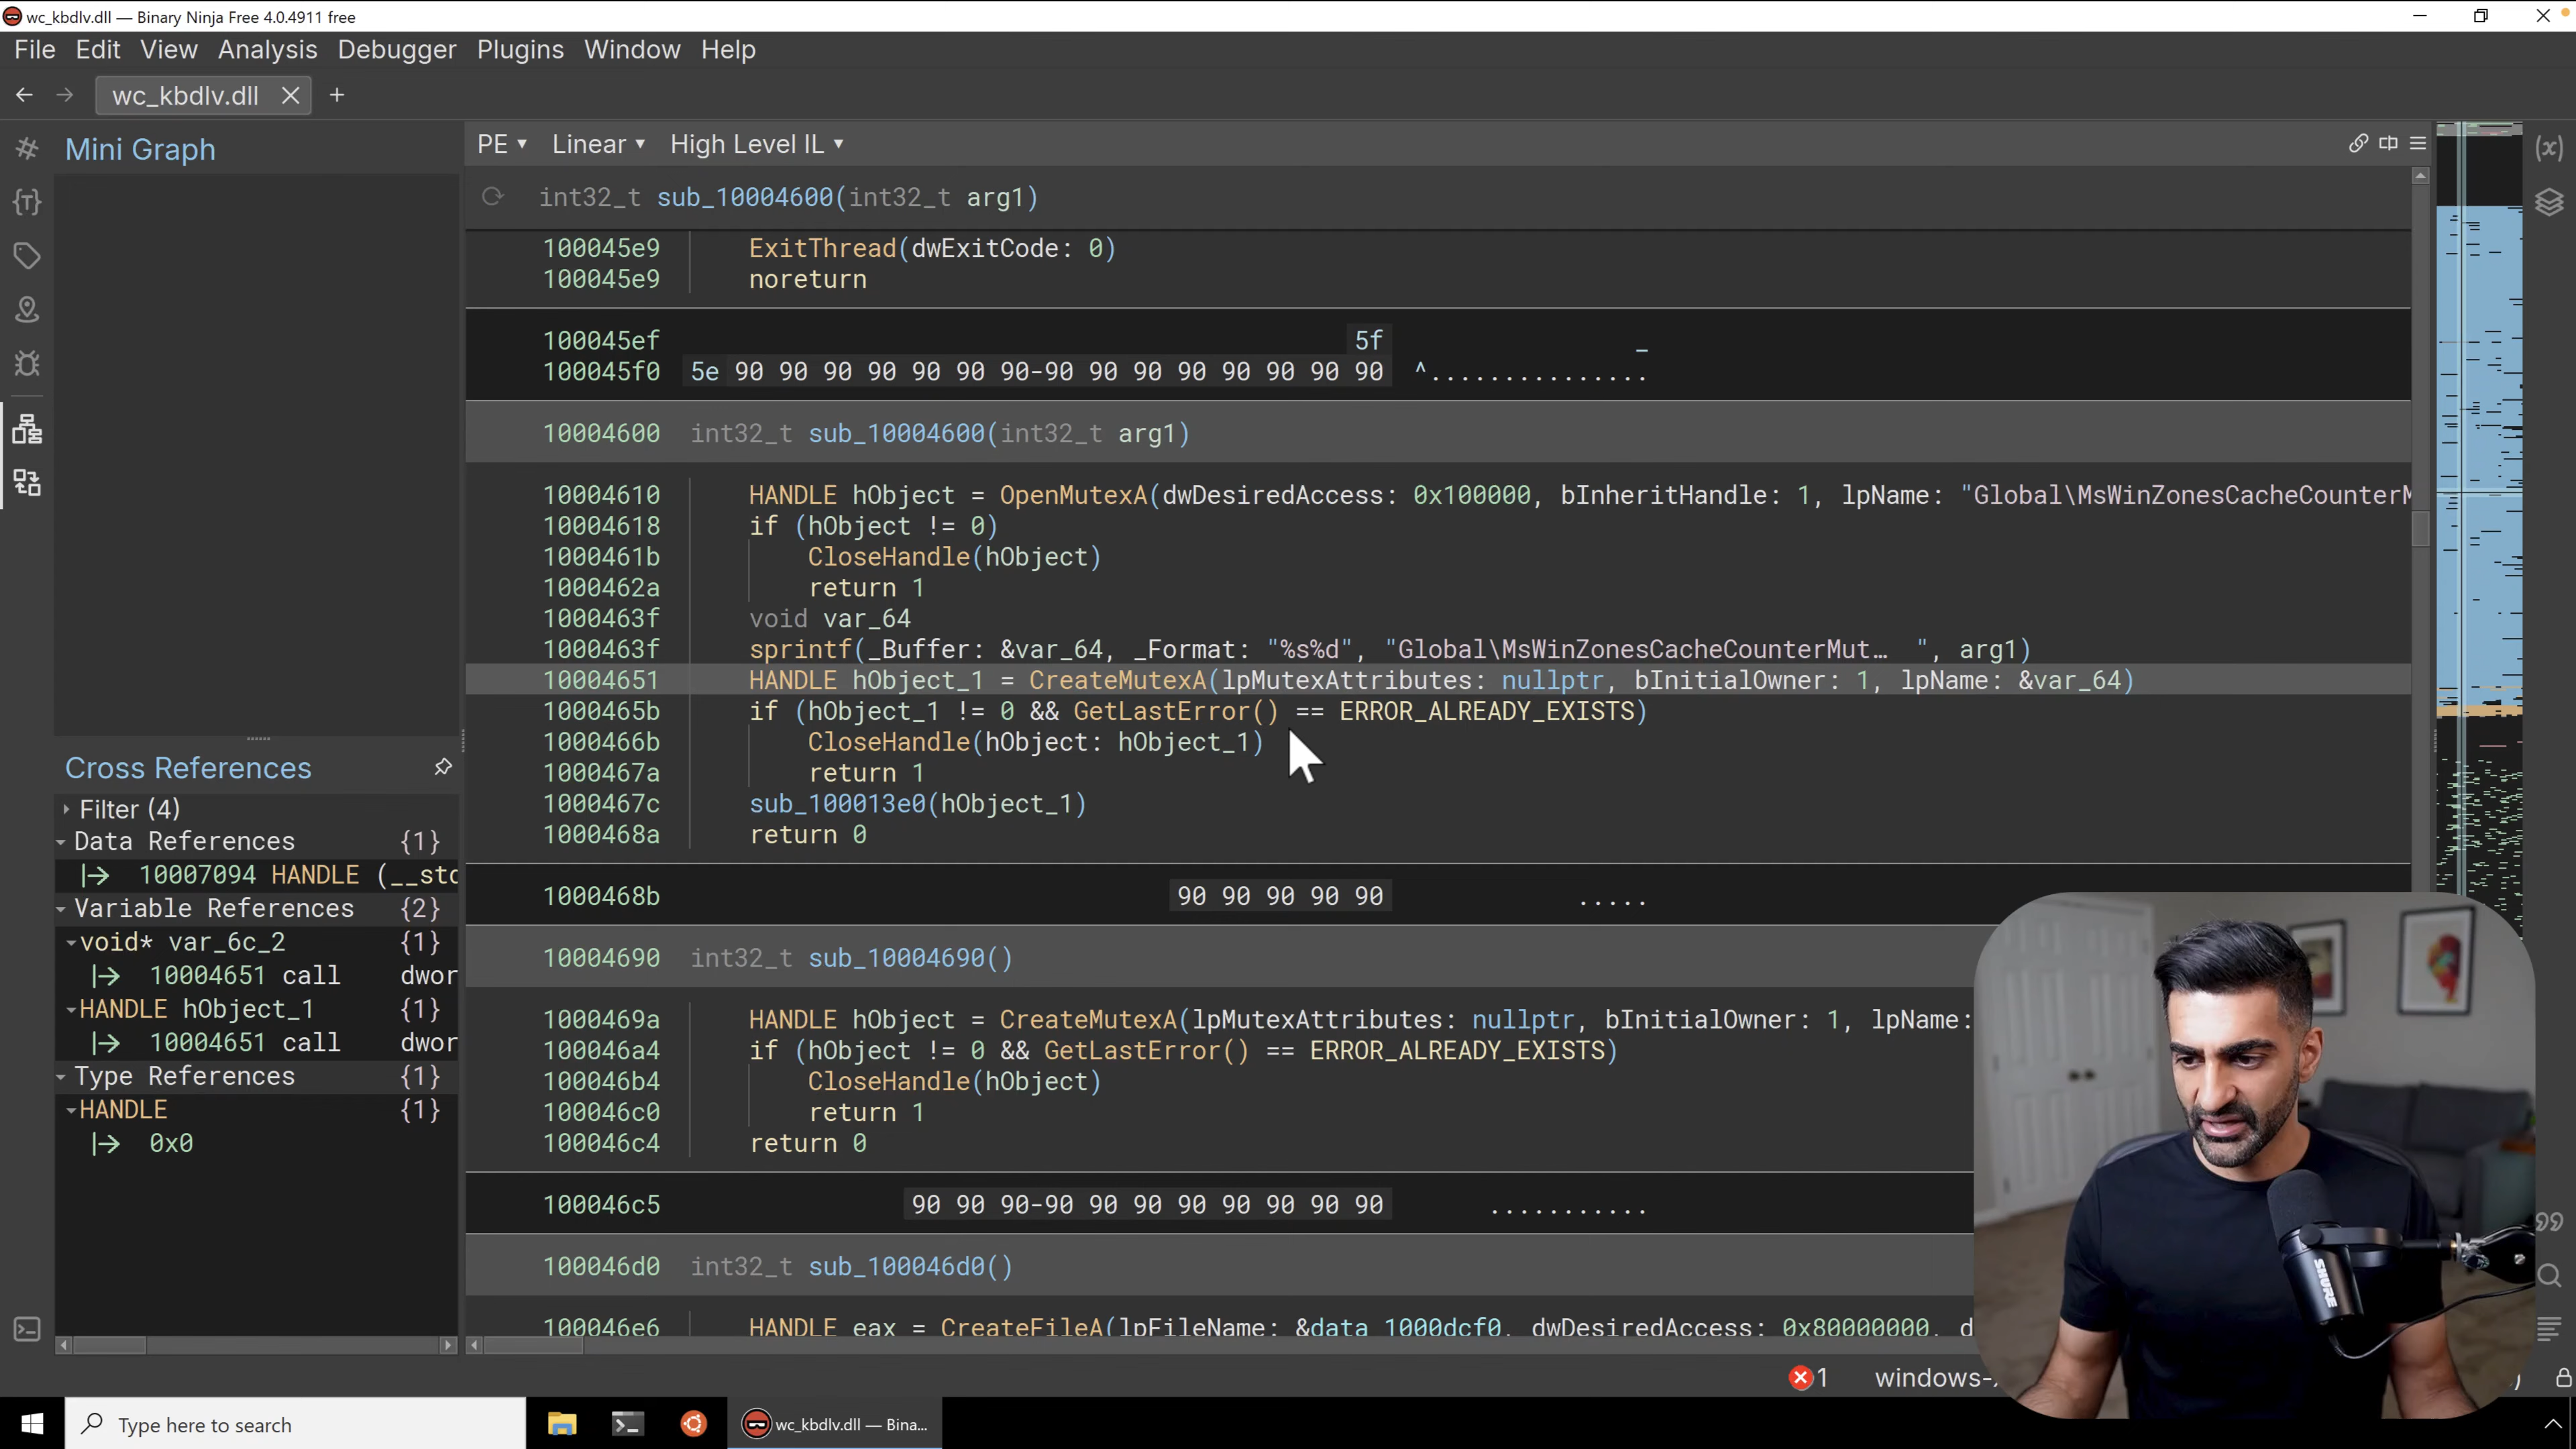 wc_kbdlv.dll — Binary Ninja Free 4.0.4911 free
File Edit View Analysis Debugger Plugins Window Help
wc_kbdlv.dll
Mini Graph
PE ▾ Linear ▾ High Level IL ▾
int32_t sub_10004600(int32_t arg1)
100045e9 ExitThread(dwExitCode: 0)
100045e9 noreturn
100045ef 5f _
100045f0 5e 90 90 90 90 90 90 90-90 90 90 90 90 90 90 90 ^...............
10004600 int32_t sub_10004600(int32_t arg1)
10004610 HANDLE hObject = OpenMutexA(dwDesiredAccess: 0x100000, bInheritHandle: 1, lpName: "Global\MsWinZonesCacheCounterM
10004618 if (hObject != 0)
1000461b CloseHandle(hObject)
1000462a return 1
1000463f void var_64
1000463f sprintf(_Buffer: &var_64, _Format: "%s%d", "Global\MsWinZonesCacheCounterMut… ", arg1)
10004651 HANDLE hObject_1 = CreateMutexA(lpMutexAttributes: nullptr, bInitialOwner: 1, lpName: &var_64)
1000465b if (hObject_1 != 0 && GetLastError() == ERROR_ALREADY_EXISTS)
1000466b CloseHandle(hObject: hObject_1)
1000467a return 1
1000467c sub_100013e0(hObject_1)
1000468a return 0
1000468b 90 90 90 90 90 .....
10004690 int32_t sub_10004690()
1000469a HANDLE hObject = CreateMutexA(lpMutexAttributes: nullptr, bInitialOwner: 1, lpName:
100046a4 if (hObject != 0 && GetLastError() == ERROR_ALREADY_EXISTS)
100046b4 CloseHandle(hObject)
100046c0 return 1
100046c4 return 0
100046c5 90 90 90-90 90 90 90 90 90 90 90 ...........
100046d0 int32_t sub_100046d0()
100046e6 HANDLE eax = CreateFileA(lpFileName: &data_1000dcf0, dwDesiredAccess: 0x80000000, d
Cross References
Filter (4)
Data References {1}
10007094 HANDLE (__stc
Variable References {2}
void* var_6c_2 {1}
10004651 call dwor
HANDLE hObject_1 {1}
10004651 call dwor
Type References {1}
HANDLE {1}
0x0
1 windows-
SHURE
Type here to search
wc_kbdlv.dll — Bina...